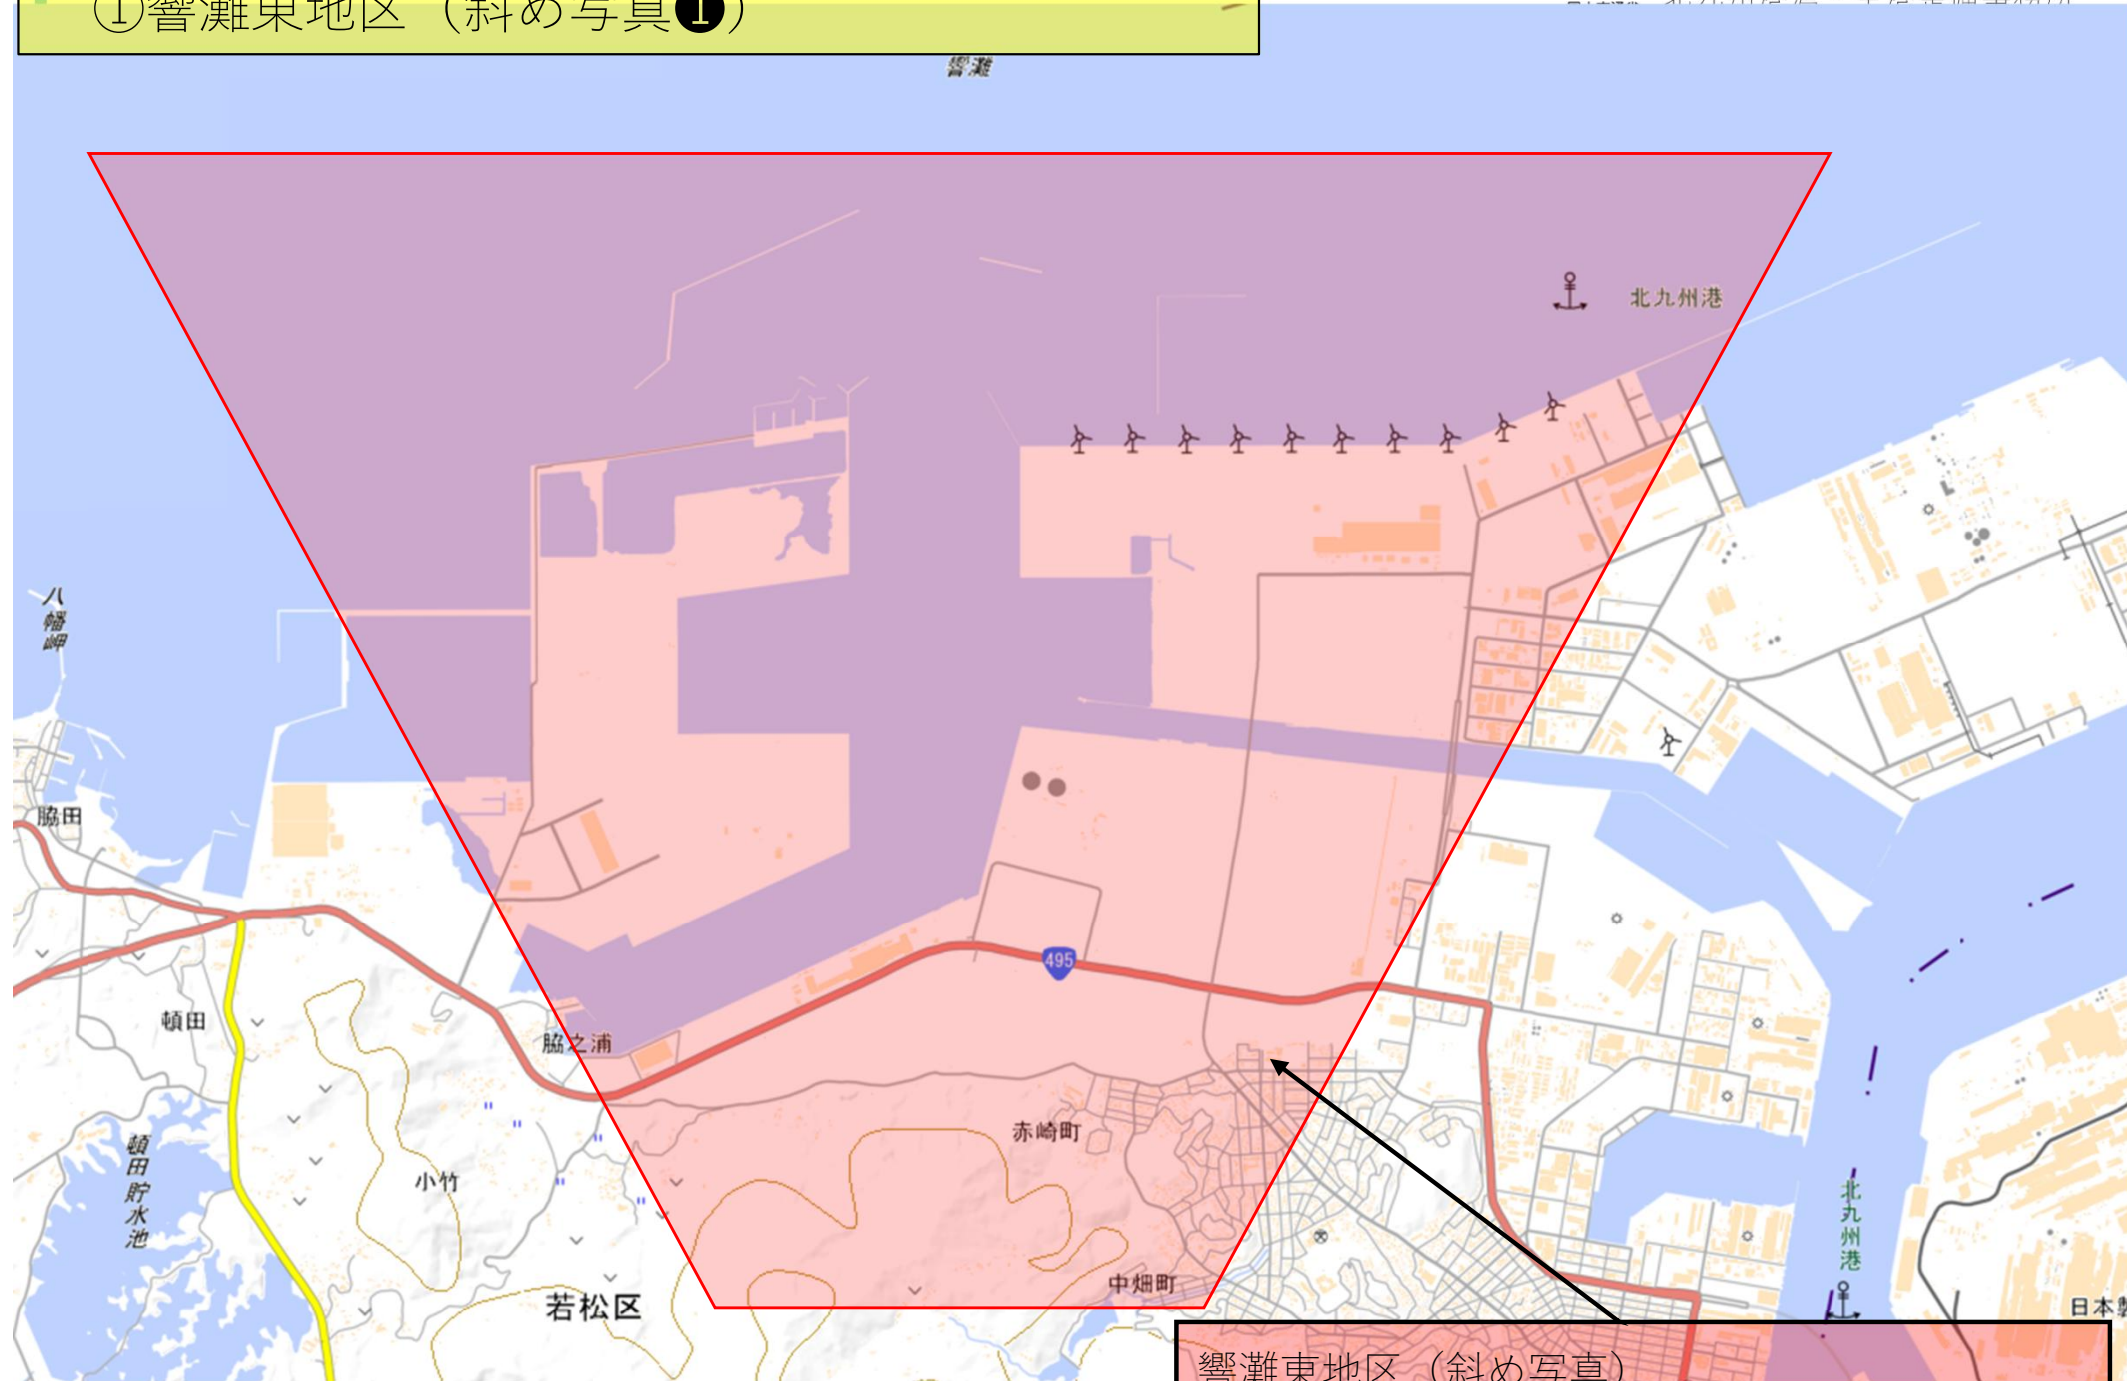 ①響灘東地区（斜め写真❶）
響灘
北九州港
八幡岬
脇田
頓田
脇之浦
495
赤崎町
頓田貯水池
小竹
北九州港
中畑町
若松区
響灘東地区（斜め写真）